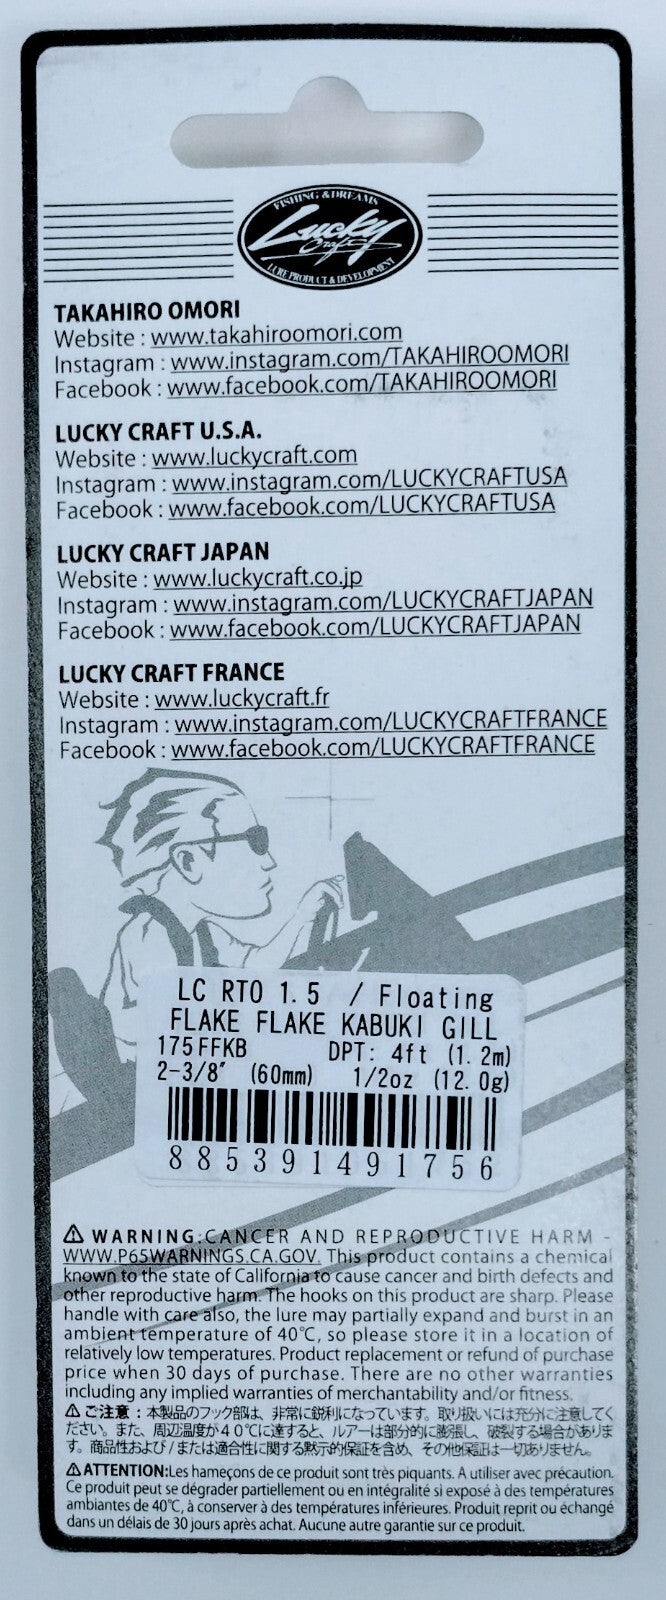 FISHING & DREAMS
Lucky
Craft
LURE PRODUCT & DEVELOPMENT
TAKAHIRO OMORI
Website : www.takahiroomori.com
Instagram : www.instagram.com/TAKAHIROOMORI
Facebook : www.facebook.com/TAKAHIROOMORI
LUCKY CRAFT U.S.A.
Website : www.luckycraft.com
Instagram : www.instagram.com/LUCKYCRAFTUSA
Facebook : www.facebook.com/LUCKYCRAFTUSA
LUCKY CRAFT JAPAN
Website : www.luckycraft.co.jp
Instagram : www.instagram.com/LUCKYCRAFTJAPAN
Facebook : www.facebook.com/LUCKYCRAFTJAPAN
LUCKY CRAFT FRANCE
Website : www.luckycraft.fr
Instagram : www.instagram.com/LUCKYCRAFTFRANCE
Facebook : www.facebook.com/LUCKYCRAFTFRANCE
LC RTO 1.5 / Floating
FLAKE FLAKE KABUKI GILL
175FFKB DPT: 4ft (1.2m)
2-3/8" (60mm) 1/2oz (12.0g)
885391491756
⚠ WARNING:CANCER AND REPRODUCTIVE HARM -
WWW.P65WARNINGS.CA.GOV. This product contains a chemical
known to the state of California to cause cancer and birth defects and
other reproductive harm. The hooks on this product are sharp. Please
handle with care also, the lure may partially expand and burst in an
ambient temperature of 40℃, so please store it in a location of
relatively low temperatures. Product replacement or refund of purchase
price when 30 days of purchase. There are no other warranties
including any implied warranties of merchantability and/or fitness.
⚠ご注意：本製品のフック部は、非常に鋭利になっています。取り扱いには充分に注意してく
ださい。また、周辺温度が４０℃に達すると、ルアーは部分的に膨張し、破裂する場合がありま
す。商品性および/または適合性に関する黙示的保証を含め、その他保証は一切ありません。
⚠ATTENTION:Les hameçons de ce produit sont très piquants. A utiliser avec précaution.
Ce produit peut se dégrader partiellement ou en intégralité si exposé à des températures
ambiantes de 40℃, à conserver à des températures inférieures. Produit reprit ou échangé
dans un délais de 30 jours après achat. Aucune autre garantie sur ce produit.